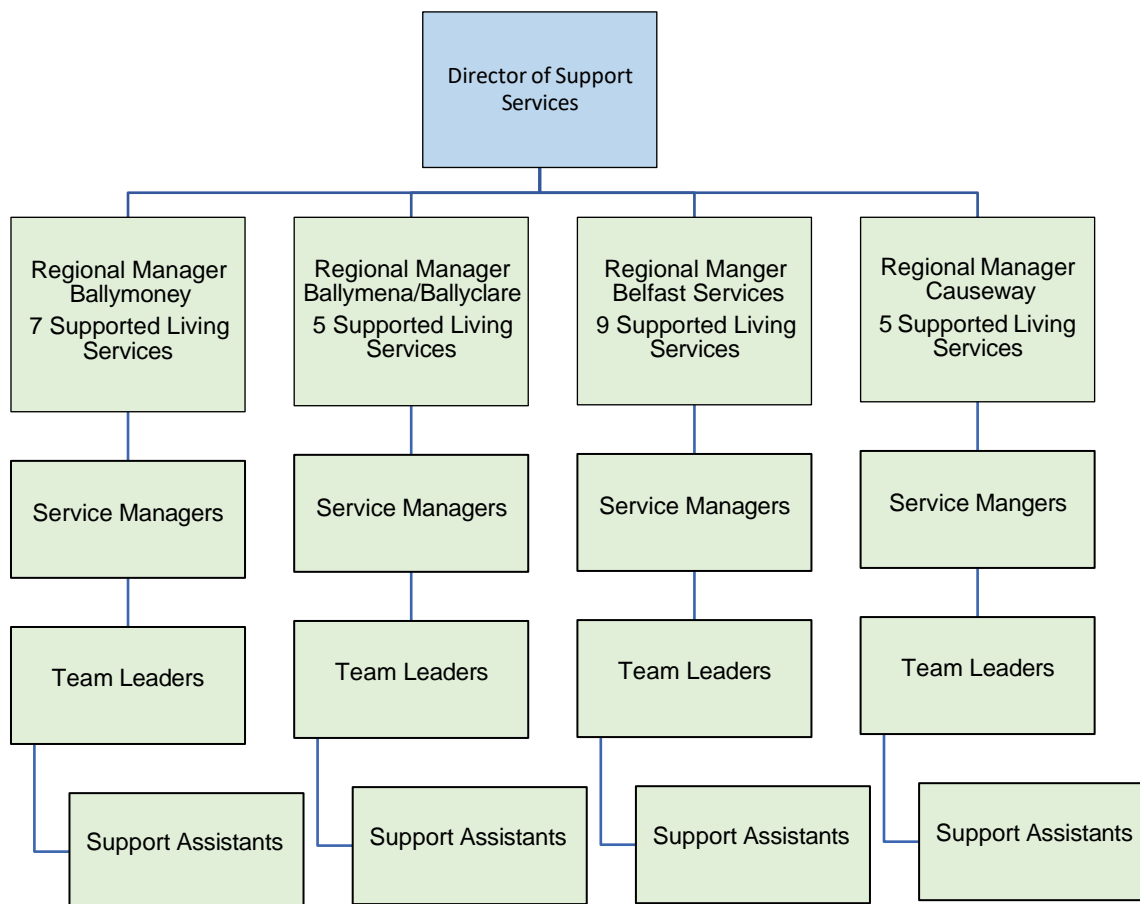 Director of Support
Services
Regional Manager
Ballymoney
7 Supported Living
Services
Regional Manager
Ballymena/Ballyclare
5 Supported Living
Services
Regional Manger
Belfast Services
9 Supported Living
Services
Regional Manager
Causeway
5 Supported Living
Services
Service Managers
Service Managers
Service Managers
Service Mangers
Team Leaders
Team Leaders
Team Leaders
Team Leaders
Support Assistants
Support Assistants
Support Assistants
Support Assistants